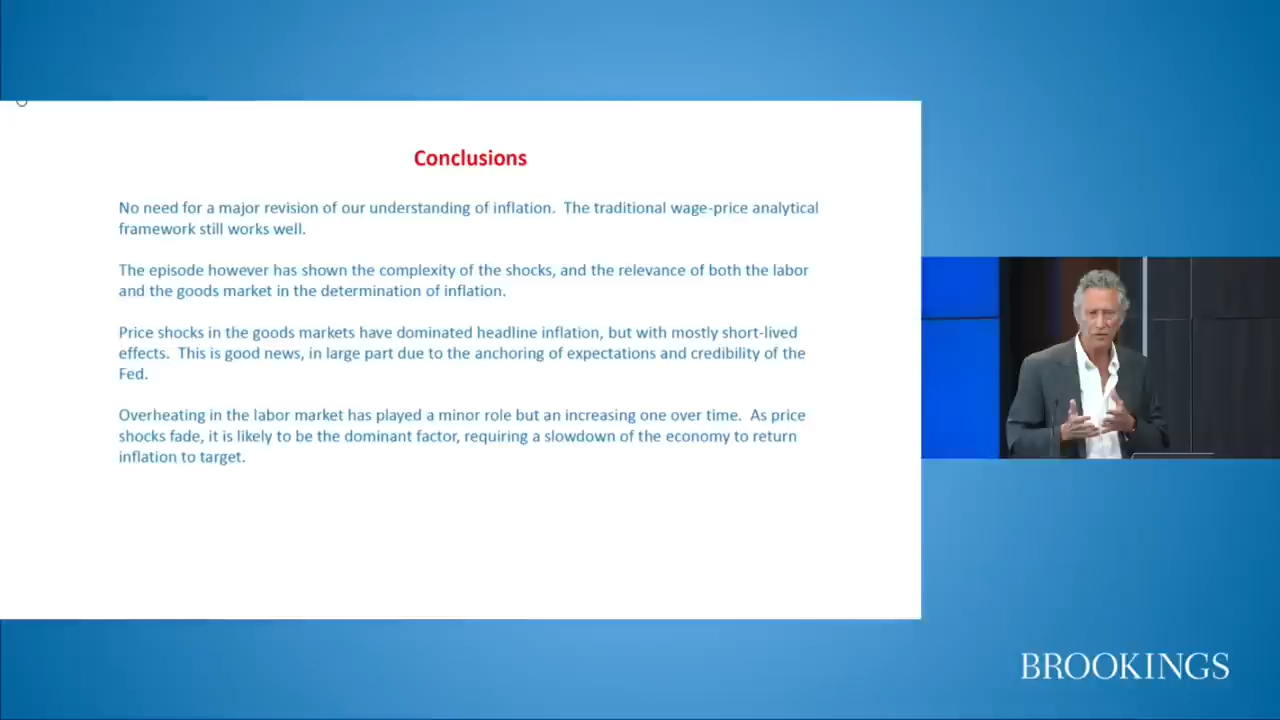 Conclusions
No need for a major revision of our understanding of inflation.  The traditional wage-price analytical
framework still works well.
The episode however has shown the complexity of the shocks, and the relevance of both the labor
and the goods market in the determination of inflation.
Price shocks in the goods markets have dominated headline inflation, but with mostly short-lived
effects.  This is good news, in large part due to the anchoring of expectations and credibility of the
Fed.
Overheating in the labor market has played a minor role but an increasing one over time.  As price
shocks fade, it is likely to be the dominant factor, requiring a slowdown of the economy to return
inflation to target.
BROOKINGS